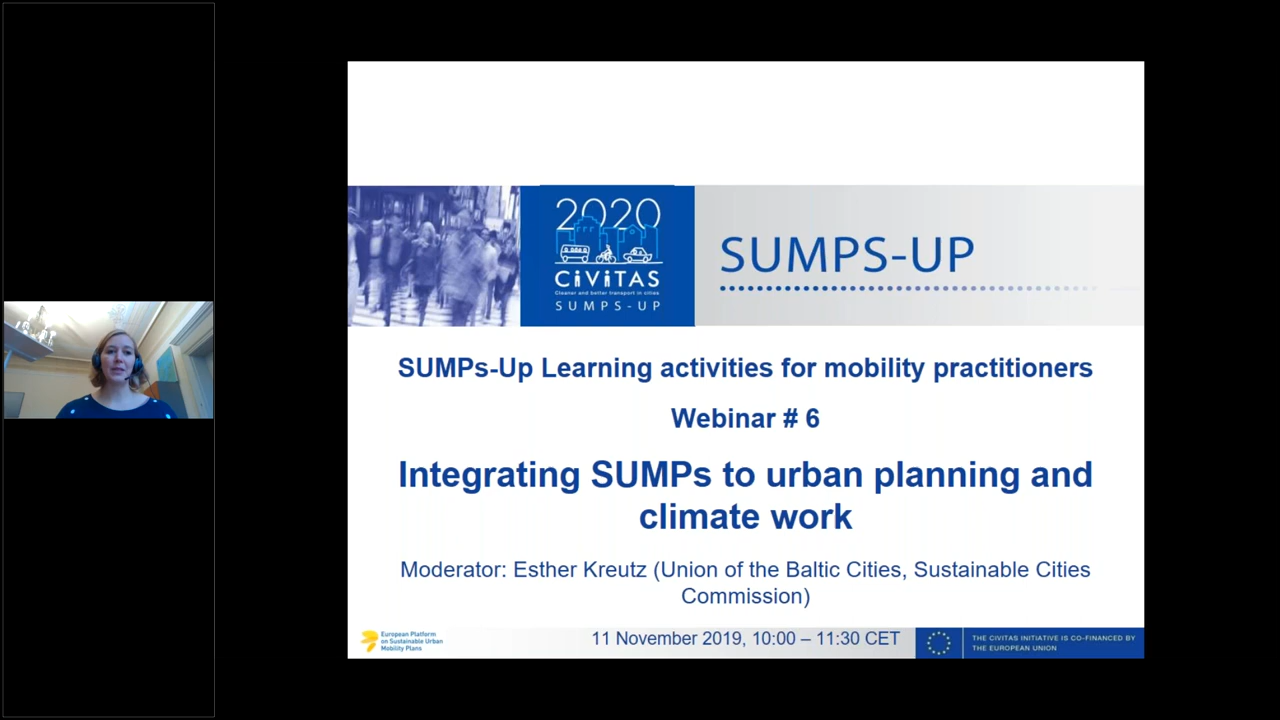 2020
CiViTAS
Cleaner and better transport in cities
SUMPS-UP
SUMPS-UP
SUMPs-Up Learning activities for mobility practitioners
Webinar # 6
Integrating SUMPs to urban planning and
climate work
Moderator: Esther Kreutz (Union of the Baltic Cities, Sustainable Cities
Commission)
European Platform
on Sustainable Urban
Mobility Plans
11 November 2019, 10:00 – 11:30 CET
THE CIVITAS INITIATIVE IS CO-FINANCED BY
THE EUROPEAN UNION